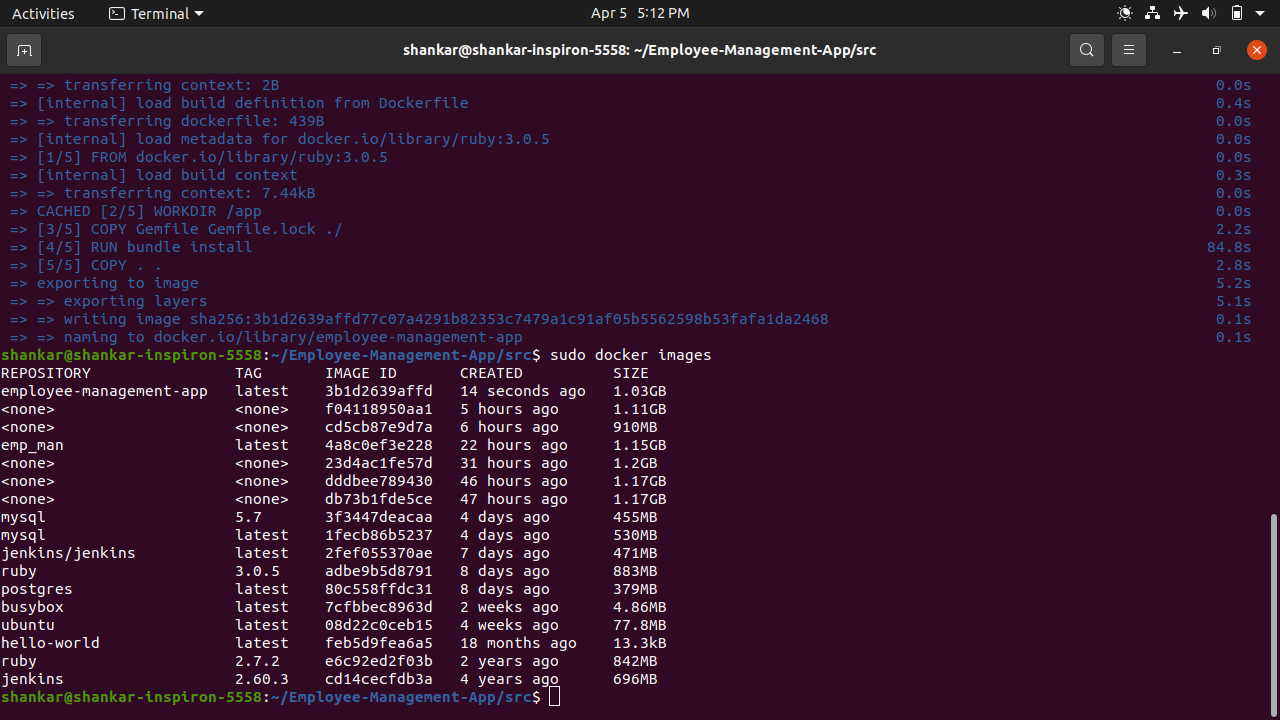 Activities Terminal Apr 5 5:12 PM
shankar@shankar-inspiron-5558: ~/Employee-Management-App/src
=> => transferring context: 2B 0.0s
=> [internal] load build definition from Dockerfile 0.4s
=> => transferring dockerfile: 439B 0.0s
=> [internal] load metadata for docker.io/library/ruby:3.0.5 0.0s
=> [1/5] FROM docker.io/library/ruby:3.0.5 0.0s
=> [internal] load build context 0.3s
=> => transferring context: 7.44kB 0.0s
=> CACHED [2/5] WORKDIR /app 0.0s
=> [3/5] COPY Gemfile Gemfile.lock ./ 2.2s
=> [4/5] RUN bundle install 84.8s
=> [5/5] COPY . . 2.8s
=> exporting to image 5.2s
=> => exporting layers 5.1s
=> => writing image sha256:3b1d2639affd77c07a4291b82353c7479a1c91af05b5562598b53fafa1da2468 0.1s
=> => naming to docker.io/library/employee-management-app 0.1s
shankar@shankar-inspiron-5558:~/Employee-Management-App/src$ sudo docker images
REPOSITORY TAG IMAGE ID CREATED SIZE
employee-management-app latest 3b1d2639affd 14 seconds ago 1.03GB
<none> <none> f04118950aa1 5 hours ago 1.11GB
<none> <none> cd5cb87e9d7a 6 hours ago 910MB
emp_man latest 4a8c0ef3e228 22 hours ago 1.15GB
<none> <none> 23d4ac1fe57d 31 hours ago 1.2GB
<none> <none> dddbee789430 46 hours ago 1.17GB
<none> <none> db73b1fde5ce 47 hours ago 1.17GB
mysql 5.7 3f3447deacaa 4 days ago 455MB
mysql latest 1fecb86b5237 4 days ago 530MB
jenkins/jenkins latest 2fef055370ae 7 days ago 471MB
ruby 3.0.5 adbe9b5d8791 8 days ago 883MB
postgres latest 80c558ffdc31 8 days ago 379MB
busybox latest 7cfbbec8963d 2 weeks ago 4.86MB
ubuntu latest 08d22c0ceb15 4 weeks ago 77.8MB
hello-world latest feb5d9fea6a5 18 months ago 13.3kB
ruby 2.7.2 e6c92ed2f03b 2 years ago 842MB
jenkins 2.60.3 cd14cecfdb3a 4 years ago 696MB
shankar@shankar-inspiron-5558:~/Employee-Management-App/src$